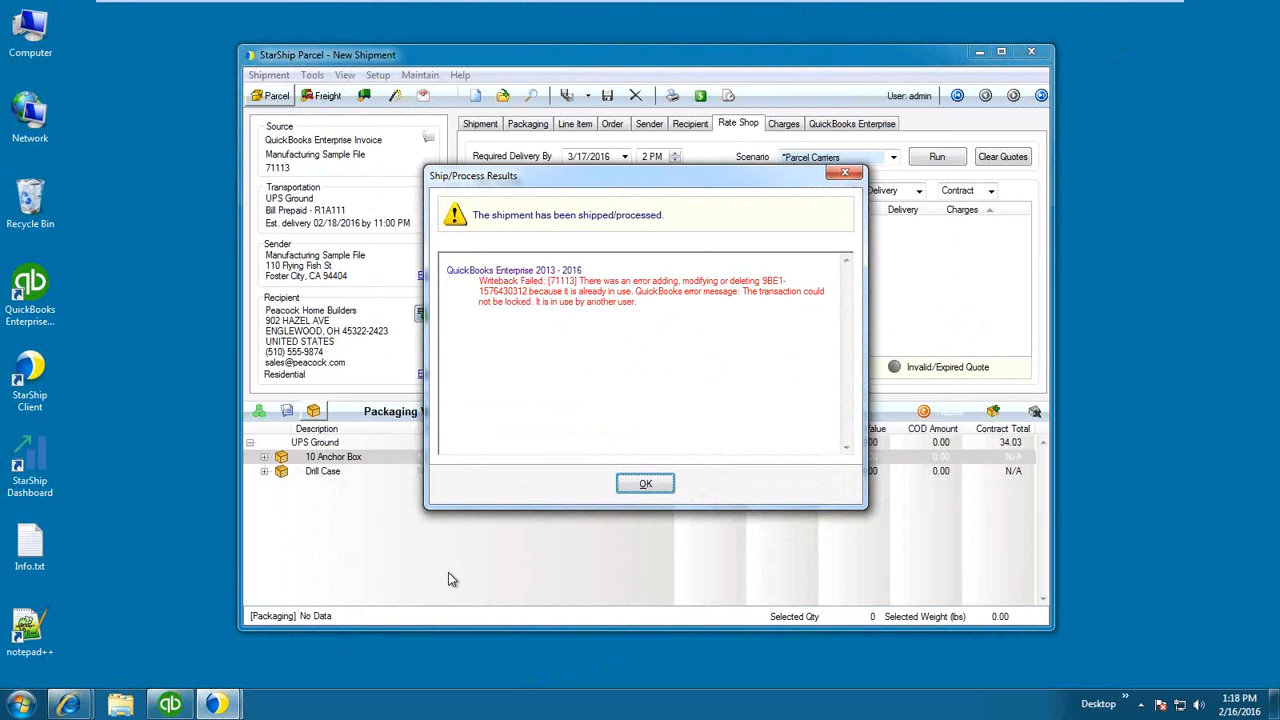 Computer
Network
Recycle Bin
QuickBooks
Enterprise...
StarShip
Client
StarShip
Dashboard
Info.txt
notepad++
StarShip Parcel - New Shipment
Shipment Tools View Setup Maintain Help
Parcel Freight User: admin
Source
QuickBooks Enterprise Invoice
Manufacturing Sample File
71113
Transportation
UPS Ground
Bill Prepaid - R1A111
Est. delivery 02/18/2016 by 11:00 PM
Sender
Manufacturing Sample File
110 Flying Fish St
Foster City, CA 94404
Recipient
Peacock Home Builders
902 HAZEL AVE
ENGLEWOOD, OH 45322-2423
UNITED STATES
(510) 555-9874
sales@peacock.com
Residential
Shipment Packaging Line Item Order Sender Recipient Rate Shop Charges QuickBooks Enterprise
Required Delivery By 3/17/2016 2 PM Scenario *Parcel Carriers Run Clear Quotes
Delivery Contract
Delivery Charges
Invalid/Expired Quote
Ship/Process Results
The shipment has been shipped/processed.
QuickBooks Enterprise 2013 - 2016
Writeback Failed: [71113] There was an error adding, modifying or deleting 9BE1-
1576430312 because it is already in use. QuickBooks error message: The transaction could
not be locked. It is in use by another user.
OK
Packaging
Description COD Amount Contract Total
UPS Ground 0.00 34.03
10 Anchor Box 0.00 N/A
Drill Case 0.00 N/A
[Packaging] No Data Selected Qty 0 Selected Weight (lbs) 0.00
Desktop
1:18 PM
2/16/2016